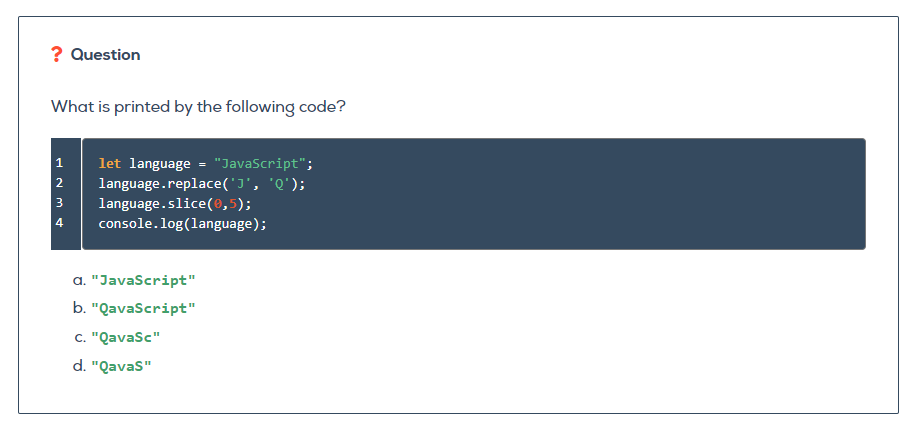 ? Question
What is printed by the following code?
1 let language = "JavaScript";
2 language.replace('J', 'Q');
3 language.slice(0,5);
4 console.log(language);
a. "JavaScript"
b. "QavaScript"
c. "QavaSc"
d. "QavaS"